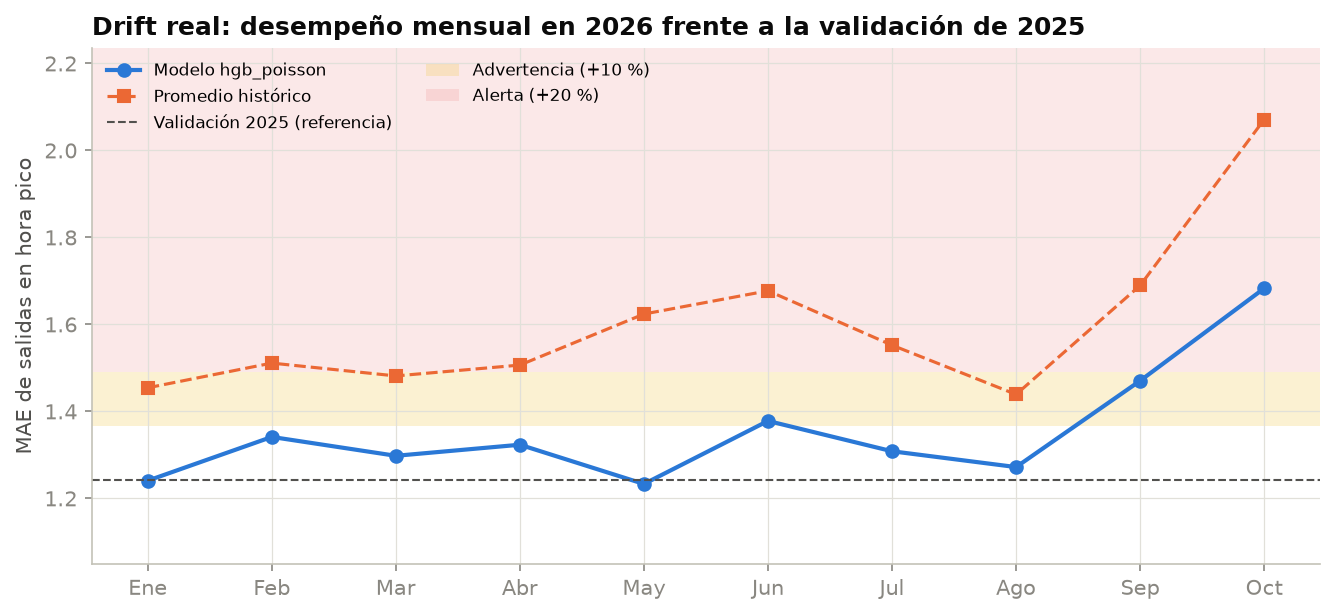 Drift real: desempeño mensual en 2026 frente a la validación de 2025
Modelo hgb_poisson
Promedio histórico
Validación 2025 (referencia)
Advertencia (+10 %)
Alerta (+20 %)
MAE de salidas en hora pico
2.2
2.0
1.8
1.6
1.4
1.2
Ene Feb Mar Abr May Jun Jul Ago Sep Oct